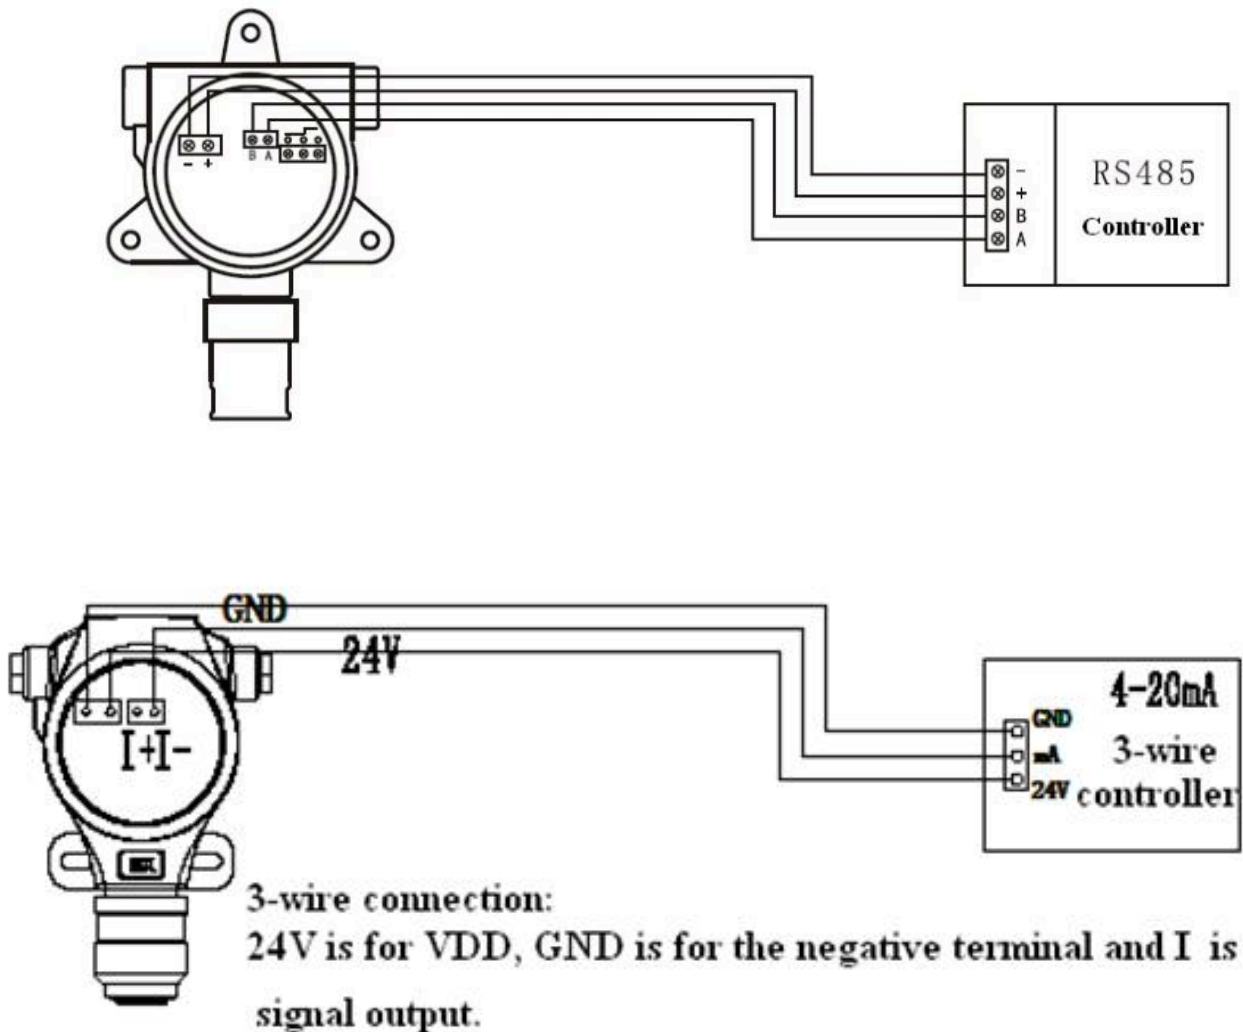 - +
B A
-
+
B
A
RS485
Controller
GND
24V
I+I-
GND
mA
24V
4-20mA
3-wire
controller
3-wire connection:
24V is for VDD, GND is for the negative terminal and I is
signal output.